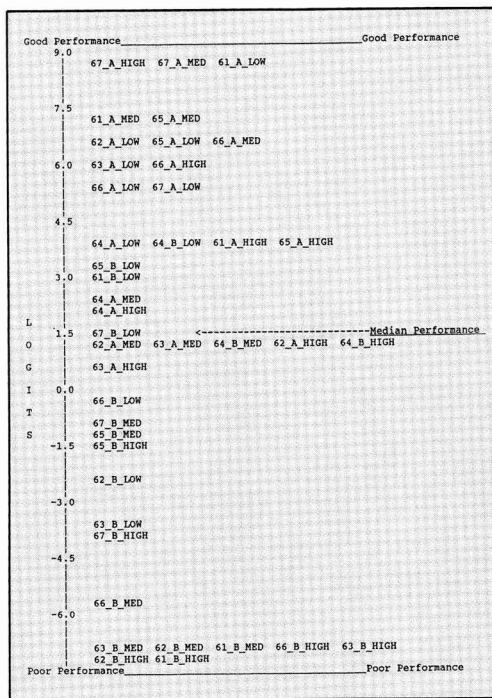 Good Performance Good Performance
9.0
67_A_HIGH 67_A_MED 61_A_LOW
7.5
61_A_MED 65_A_MED
62_A_LOW 65_A_LOW 66_A_MED
6.0 63_A_LOW 66_A_HIGH
66_A_LOW 67_A_LOW
4.5
64_A_LOW 64_B_LOW 61_A_HIGH 65_A_HIGH
65_B_LOW
3.0 61_B_LOW
64_A_MED
64_A_HIGH
L
1.5 67_B_LOW <--------------------Median Performance
O 62_A_MED 63_A_MED 64_B_MED 62_A_HIGH 64_B_HIGH
G 63_A_HIGH
I 0.0
66_B_LOW
T
67_B_MED
S 65_B_MED
-1.5 65_B_HIGH
62_B_LOW
-3.0
63_B_LOW
67_B_HIGH
-4.5
66_B_MED
-6.0
63_B_MED 62_B_MED 61_B_MED 66_B_HIGH 63_B_HIGH
62_B_HIGH 61_B_HIGH
Poor Performance Poor Performance